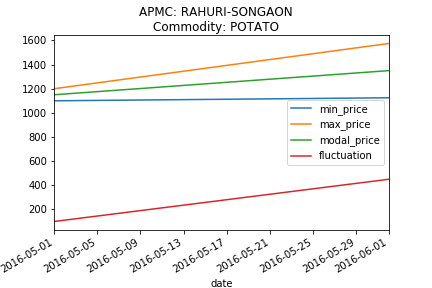 APMC: RAHURI-SONGAON
Commodity: POTATO
1600
1400
1200
1000
800
600
400
200
min_price
max_price
modal_price
fluctuation
2016-05-01
2016-05-05
2016-05-09
2016-05-13
2016-05-17
2016-05-21
2016-05-25
2016-05-29
2016-06-01
date